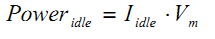 Power_idle = I_idle · V_m